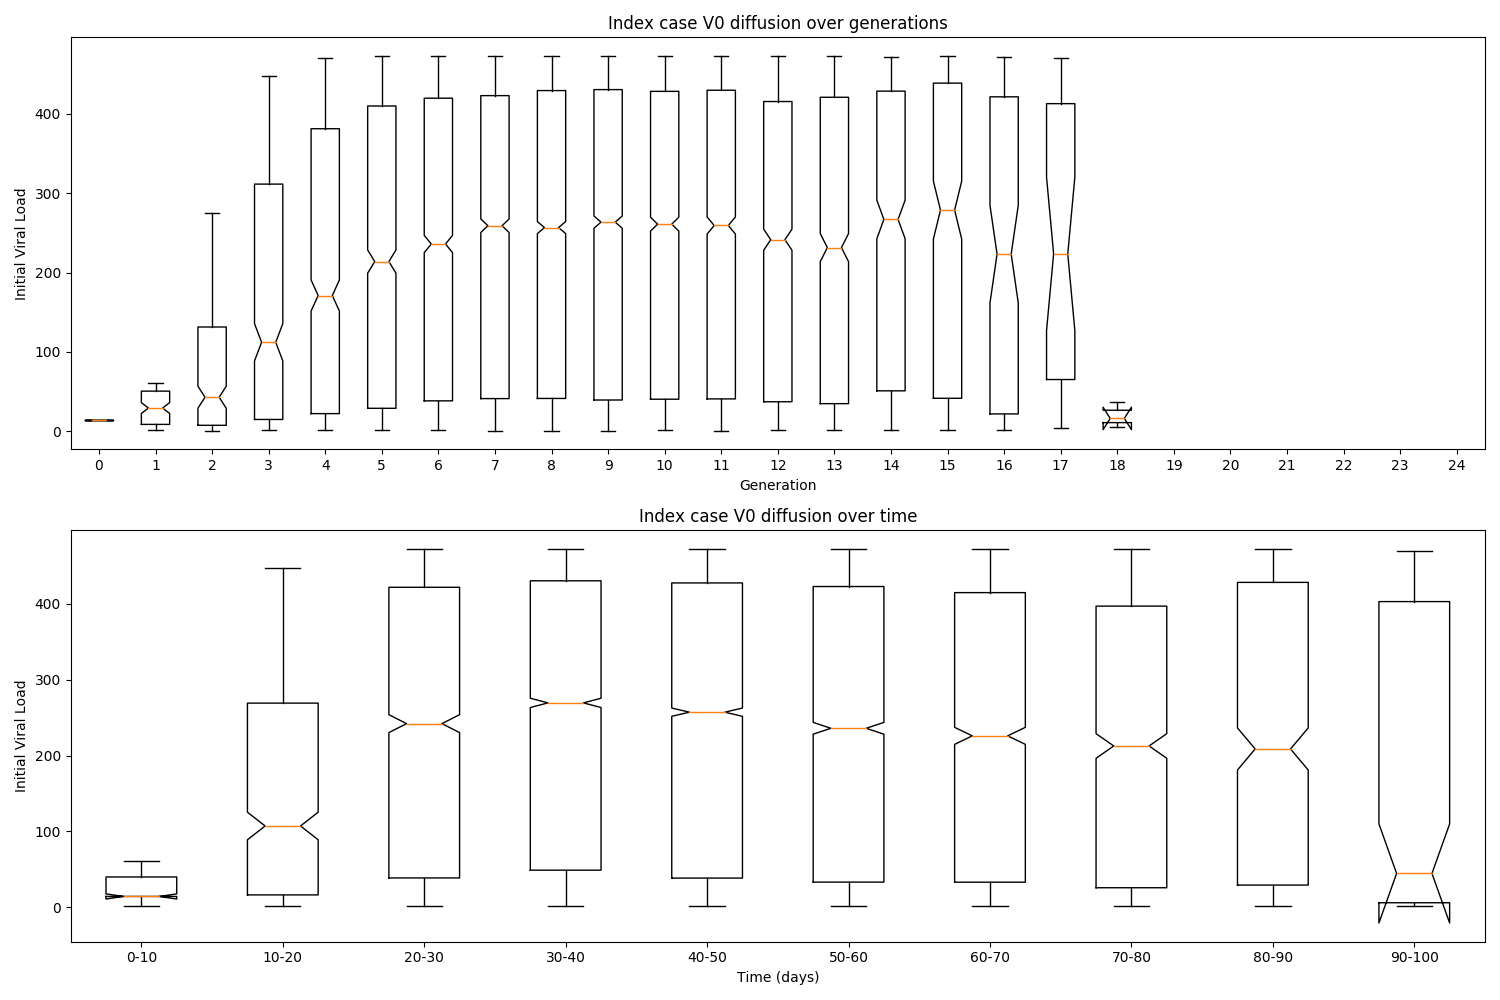 Index case V0 diffusion over generations
400
300
200
100
0
Initial Viral Load
0 1 2 3 4 5 6 7 8 9 10 11 12 13 14 15 16 17 18 19 20 21 22 23 24
Generation
Index case V0 diffusion over time
400
300
200
100
0
Initial Viral Load
0-10 10-20 20-30 30-40 40-50 50-60 60-70 70-80 80-90 90-100
Time (days)